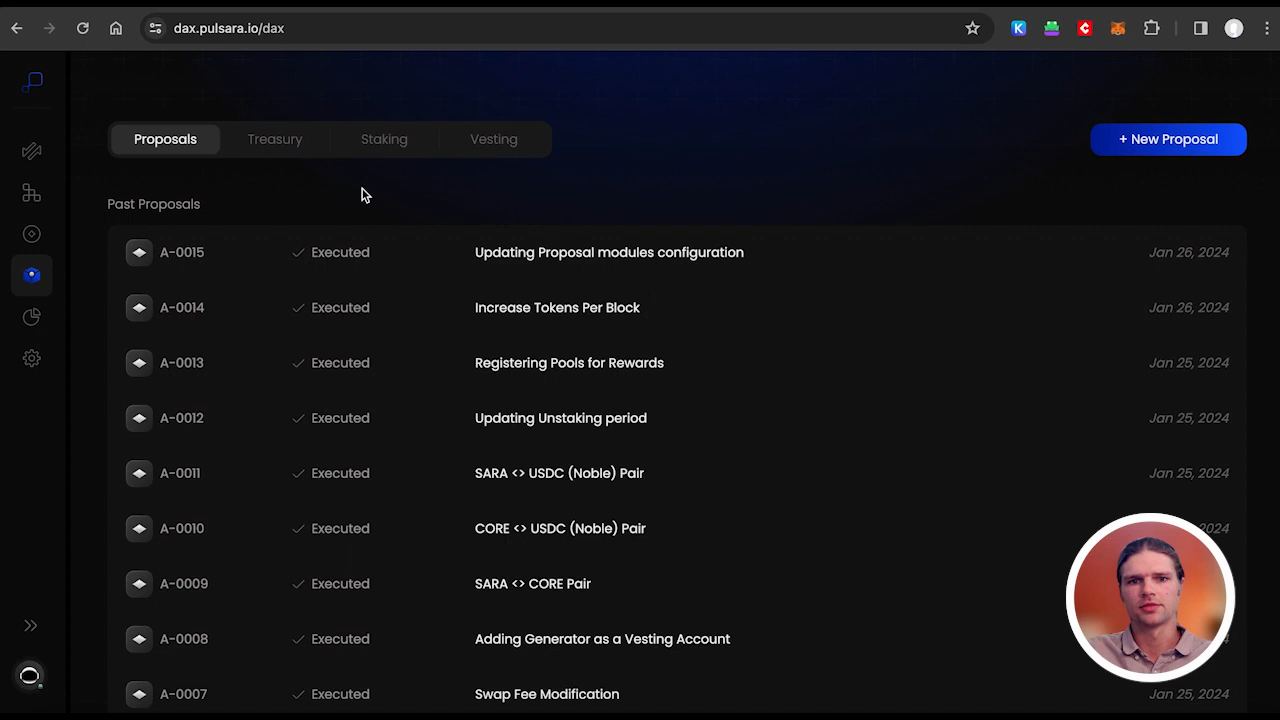 dax.pulsara.io/dax
Proposals Treasury Staking Vesting + New Proposal
Past Proposals
A-0015 Executed Updating Proposal modules configuration Jan 26, 2024
A-0014 Executed Increase Tokens Per Block Jan 26, 2024
A-0013 Executed Registering Pools for Rewards Jan 25, 2024
A-0012 Executed Updating Unstaking period Jan 25, 2024
A-0011 Executed SARA <> USDC (Noble) Pair Jan 25, 2024
A-0010 Executed CORE <> USDC (Noble) Pair 2024
A-0009 Executed SARA <> CORE Pair
A-0008 Executed Adding Generator as a Vesting Account
A-0007 Executed Swap Fee Modification Jan 25, 2024